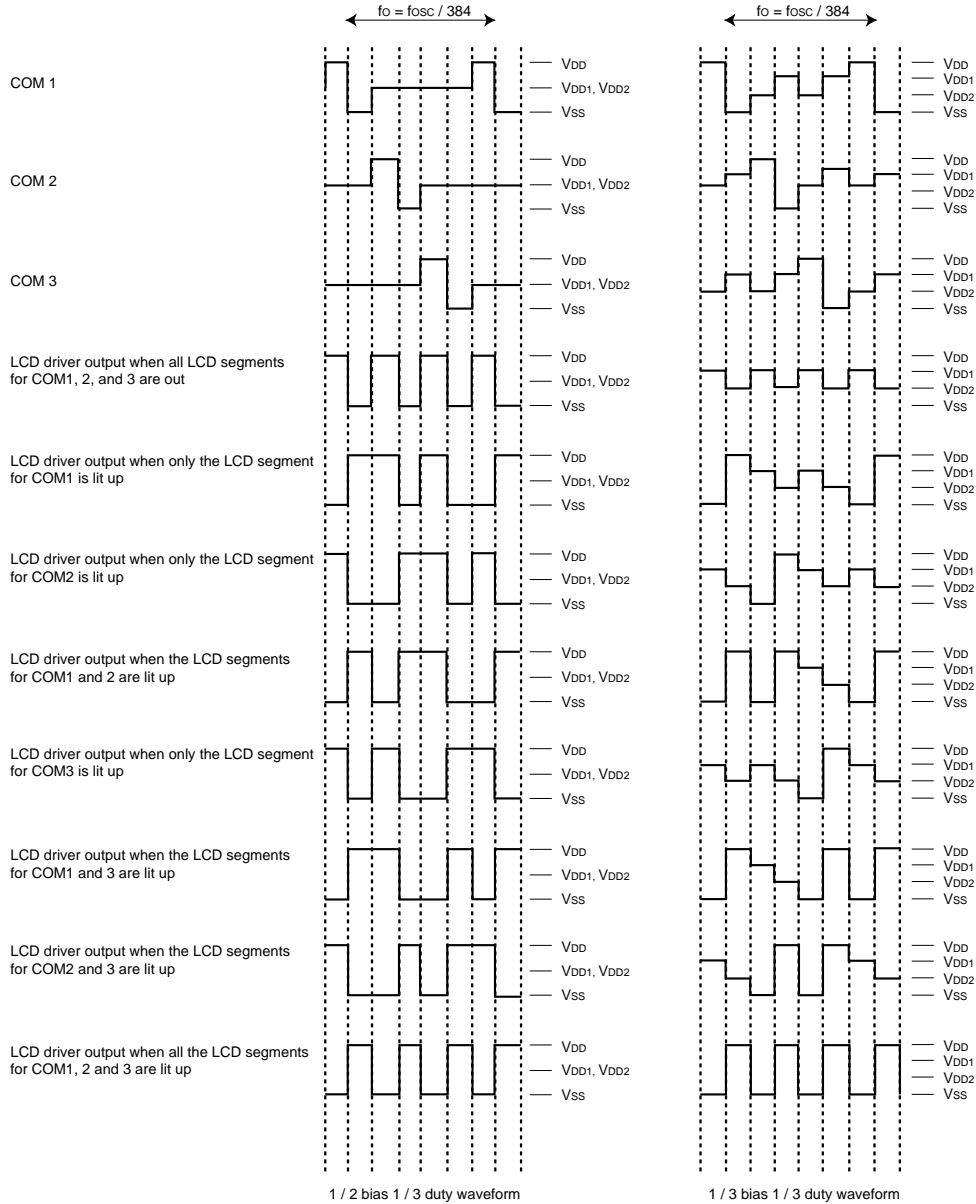 fo = fosc / 384
fo = fosc / 384
COM 1
VDD
VDD1, VDD2
VSS
VDD
VDD1
VDD2
VSS
COM 2
VDD
VDD1, VDD2
VSS
VDD
VDD1
VDD2
VSS
COM 3
VDD
VDD1, VDD2
VSS
VDD
VDD1
VDD2
VSS
LCD driver output when all LCD segments
for COM1, 2, and 3 are out
VDD
VDD1, VDD2
VSS
VDD
VDD1
VDD2
VSS
LCD driver output when only the LCD segment
for COM1 is lit up
VDD
VDD1, VDD2
VSS
VDD
VDD1
VDD2
VSS
LCD driver output when only the LCD segment
for COM2 is lit up
VDD
VDD1, VDD2
VSS
VDD
VDD1
VDD2
VSS
LCD driver output when the LCD segments
for COM1 and 2 are lit up
VDD
VDD1, VDD2
VSS
VDD
VDD1
VDD2
VSS
LCD driver output when only the LCD segment
for COM3 is lit up
VDD
VDD1, VDD2
VSS
VDD
VDD1
VDD2
VSS
LCD driver output when the LCD segments
for COM1 and 3 are lit up
VDD
VDD1, VDD2
VSS
VDD
VDD1
VDD2
VSS
LCD driver output when the LCD segments
for COM2 and 3 are lit up
VDD
VDD1, VDD2
VSS
VDD
VDD1
VDD2
VSS
LCD driver output when all the LCD segments
for COM1, 2 and 3 are lit up
VDD
VDD1, VDD2
VSS
VDD
VDD1
VDD2
VSS
1 / 2 bias 1 / 3 duty waveform
1 / 3 bias 1 / 3 duty waveform